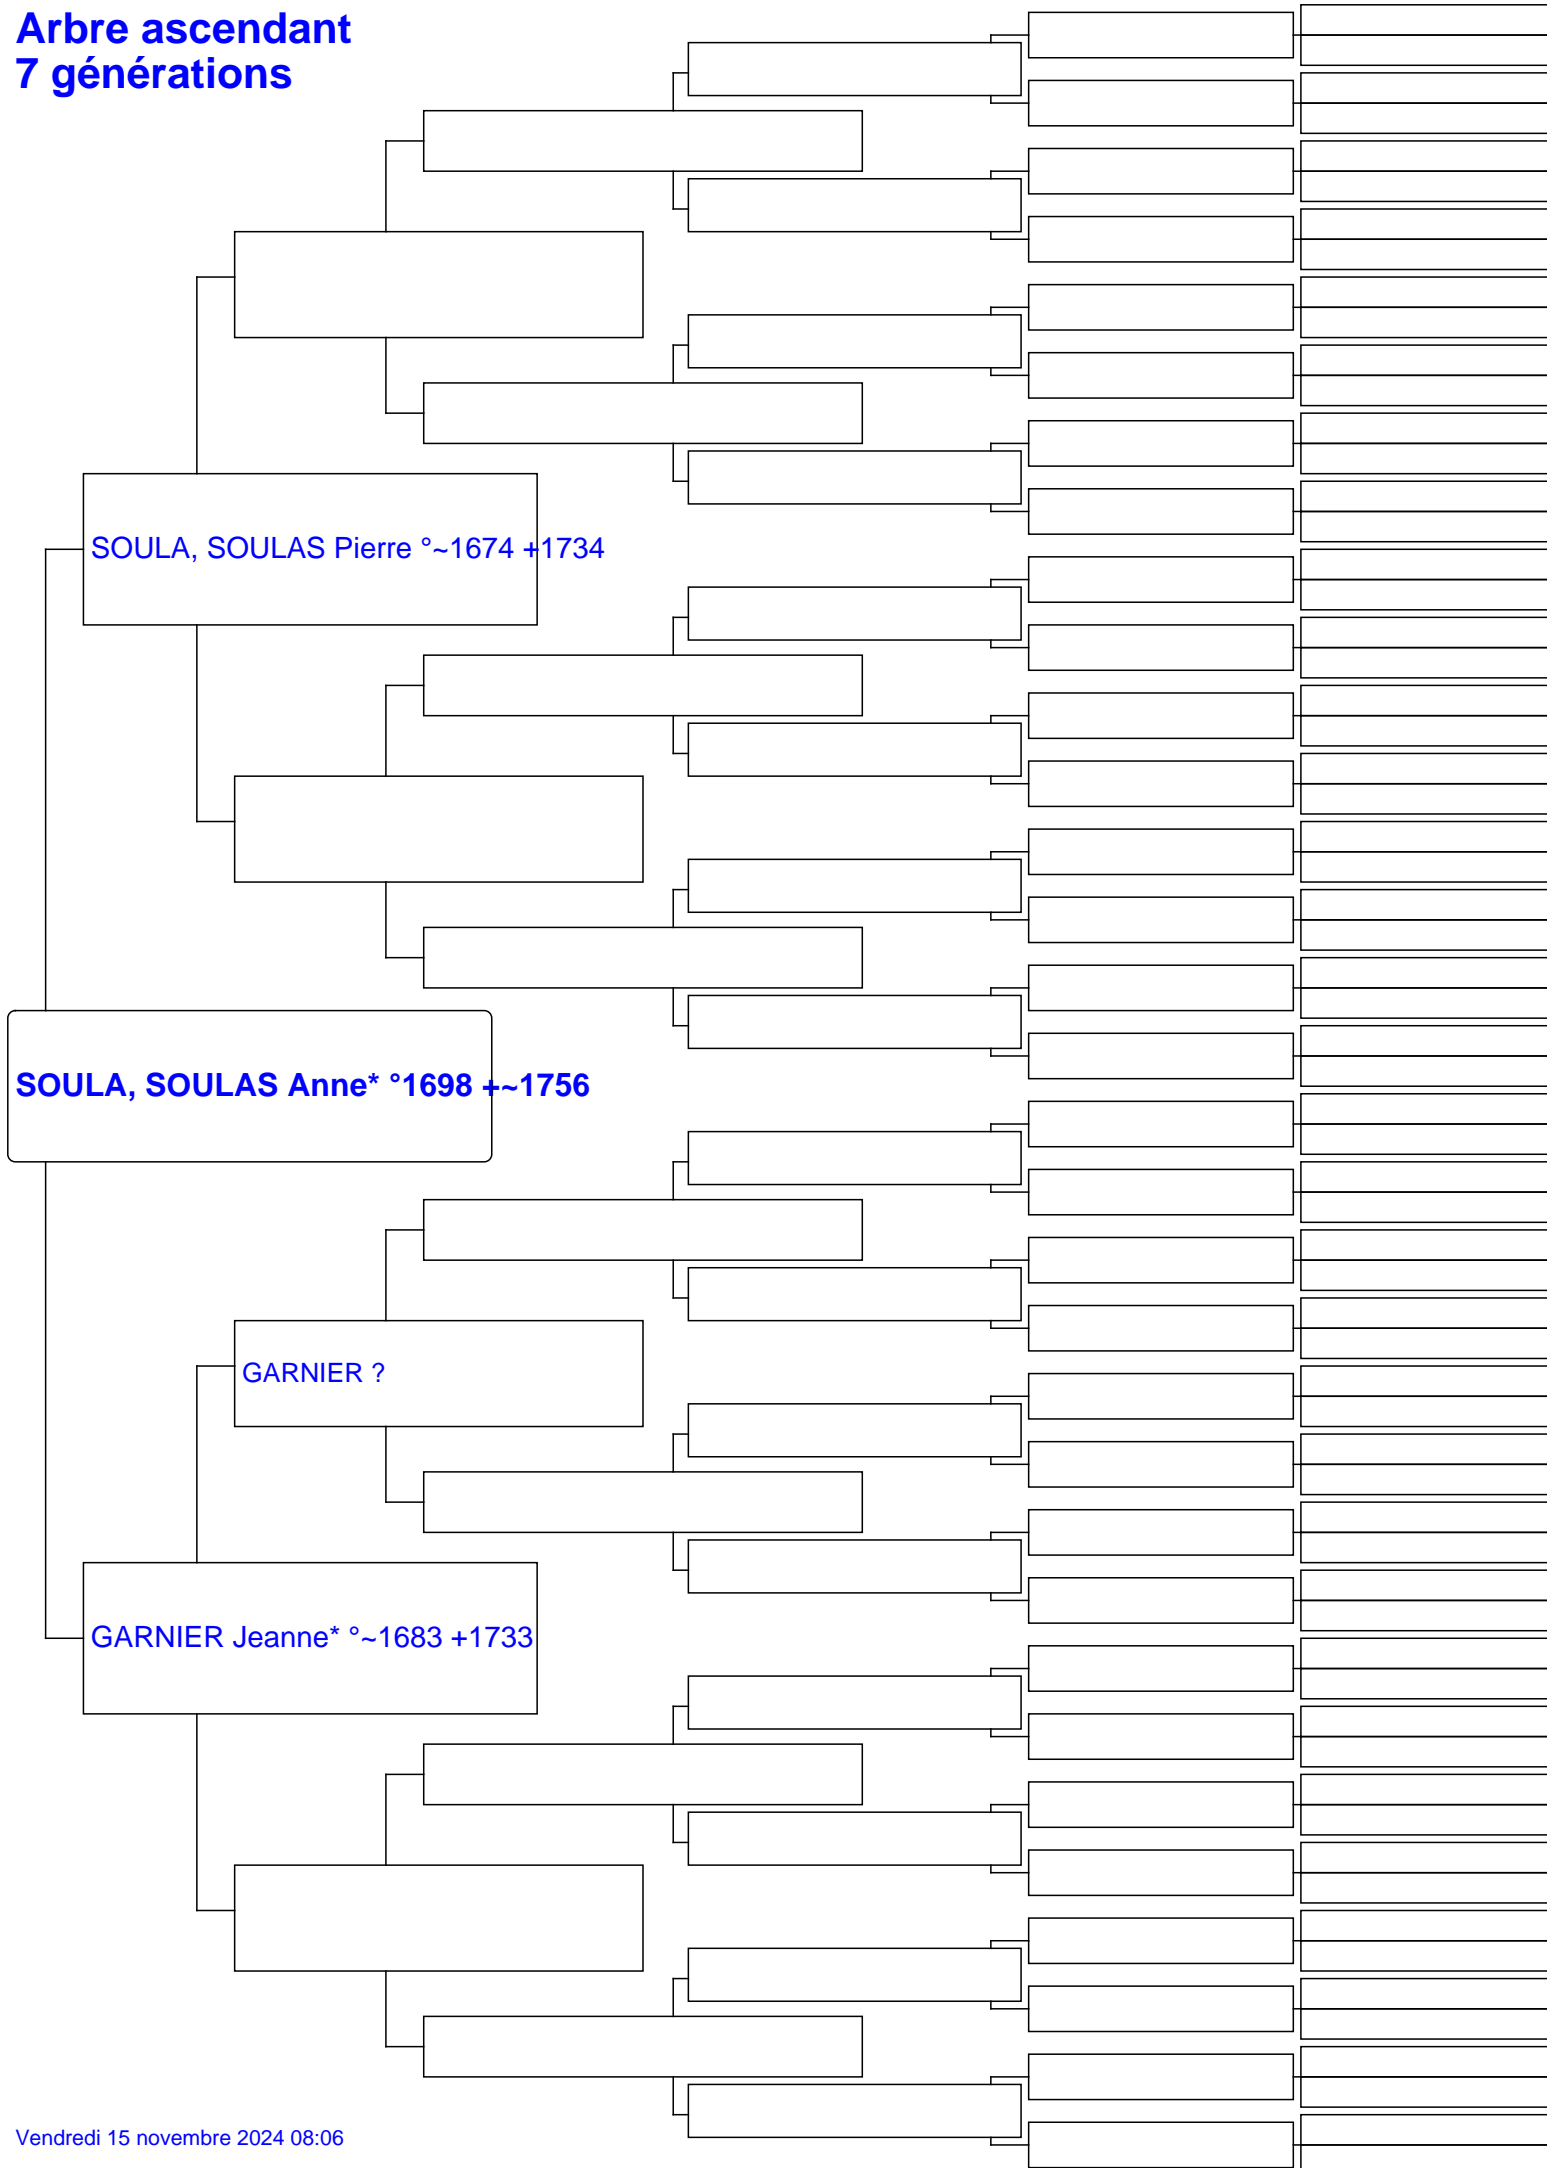 Arbre ascendant
7 générations
SOULA, SOULAS Pierre °~1674 +1734
SOULA, SOULAS Anne* °1698 +~1756
GARNIER ?
GARNIER Jeanne* °~1683 +1733
Vendredi 15 novembre 2024 08:06